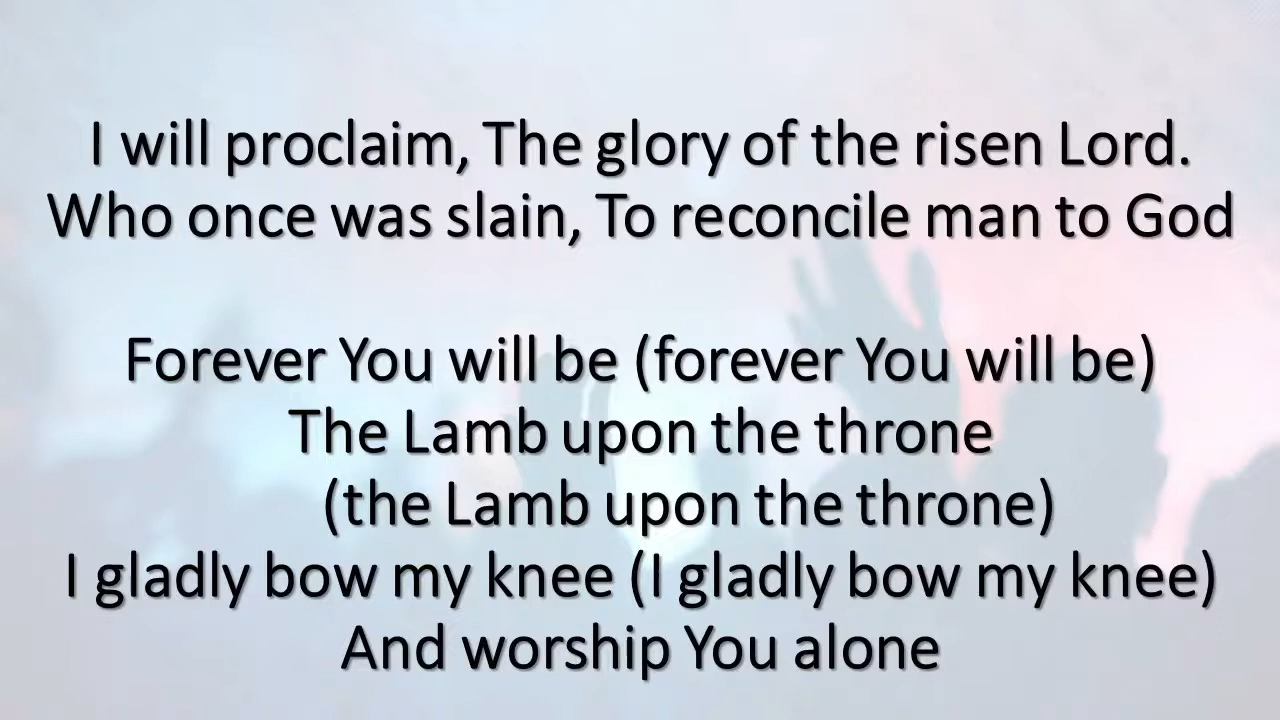 I will proclaim, The glory of the risen Lord.
Who once was slain, To reconcile man to God
Forever You will be (forever You will be)
The Lamb upon the throne
(the Lamb upon the throne)
I gladly bow my knee (I gladly bow my knee)
And worship You alone